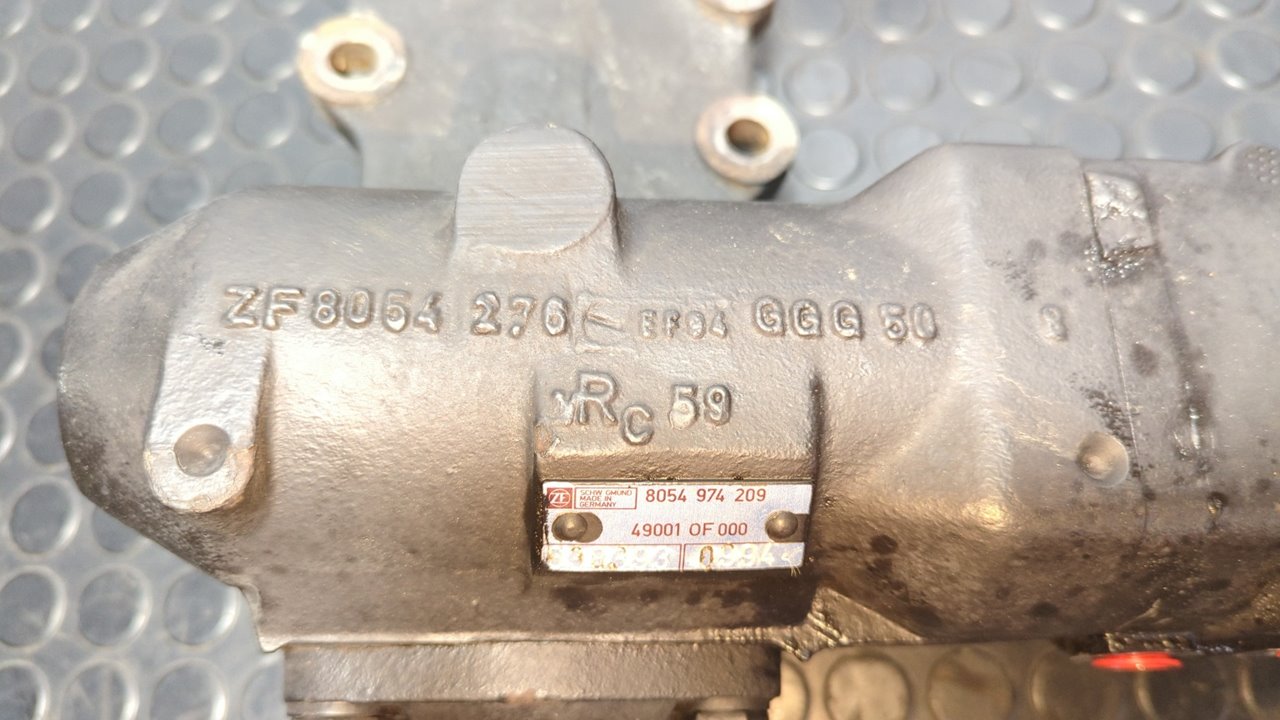 ZF 8054 276 EF94 GGG 50
RC 59
ZF SCHW GMÜND
MADE IN
GERMANY
8054 974 209
49001 OF 000